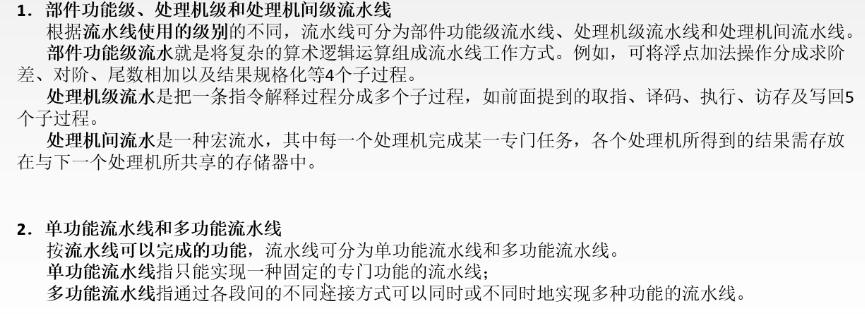 1. 部件功能级、处理机级和处理机间级流水线
根据流水线使用的级别的不同，流水线可分为部件功能级流水线、处理机级流水线和处理机间流水线。
部件功能级流水就是将复杂的算术逻辑运算组成流水线工作方式。例如，可将浮点加法操作分成求阶
差、对阶、尾数相加以及结果规格化等4个子过程。
处理机级流水是把一条指令解释过程分成多个子过程，如前面提到的取指、译码、执行、访存及写回5
个子过程。
处理机间流水是一种宏流水，其中每一个处理机完成某一专门任务，各个处理机所得到的结果需存放
在与下一个处理机所共享的存储器中。
2. 单功能流水线和多功能流水线
按流水线可以完成的功能，流水线可分为单功能流水线和多功能流水线。
单功能流水线指只能实现一种固定的专门功能的流水线；
多功能流水线指通过各段间的不同连接方式可以同时或不同时地实现多种功能的流水线。